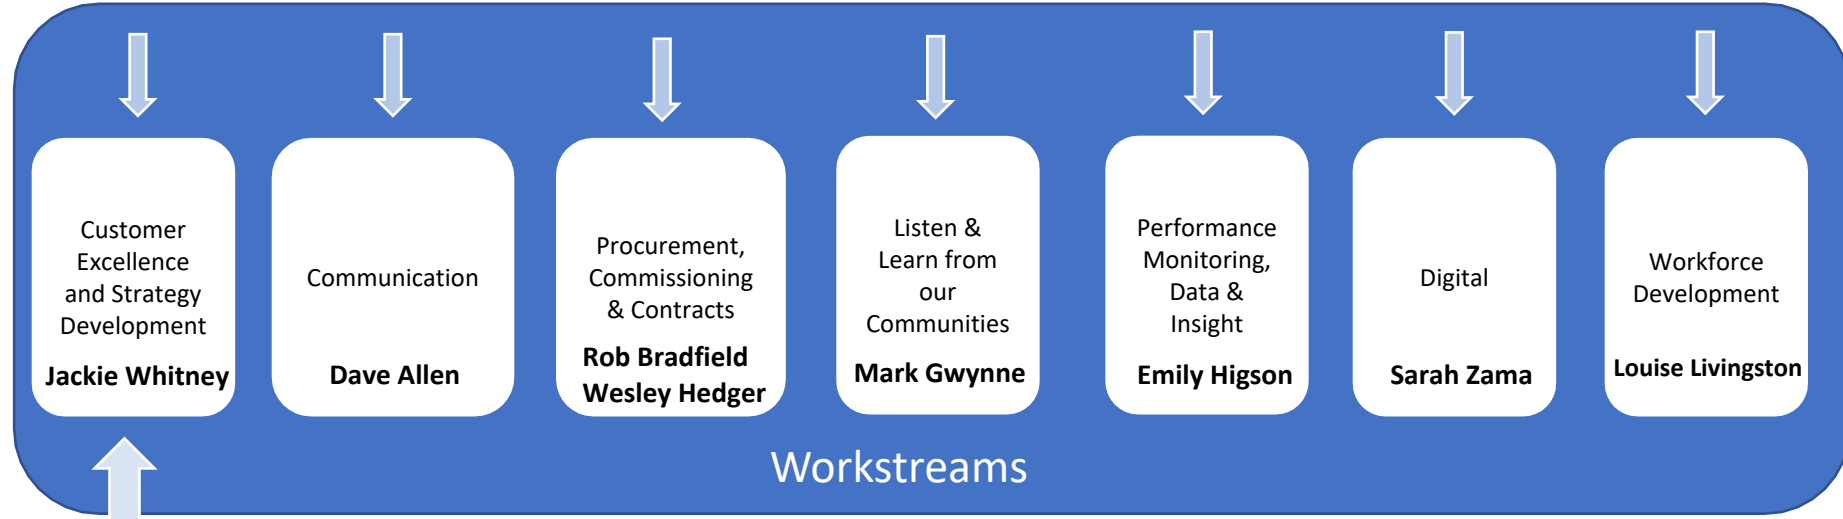 Customer
Excellence
and Strategy
Development
Jackie Whitney
Communication
Dave Allen
Procurement,
Commissioning
& Contracts
Rob Bradfield
Wesley Hedger
Listen &
Learn from
our
Communities
Mark Gwynne
Performance
Monitoring,
Data &
Insight
Emily Higson
Digital
Sarah Zama
Workforce
Development
Louise Livingston
Workstreams